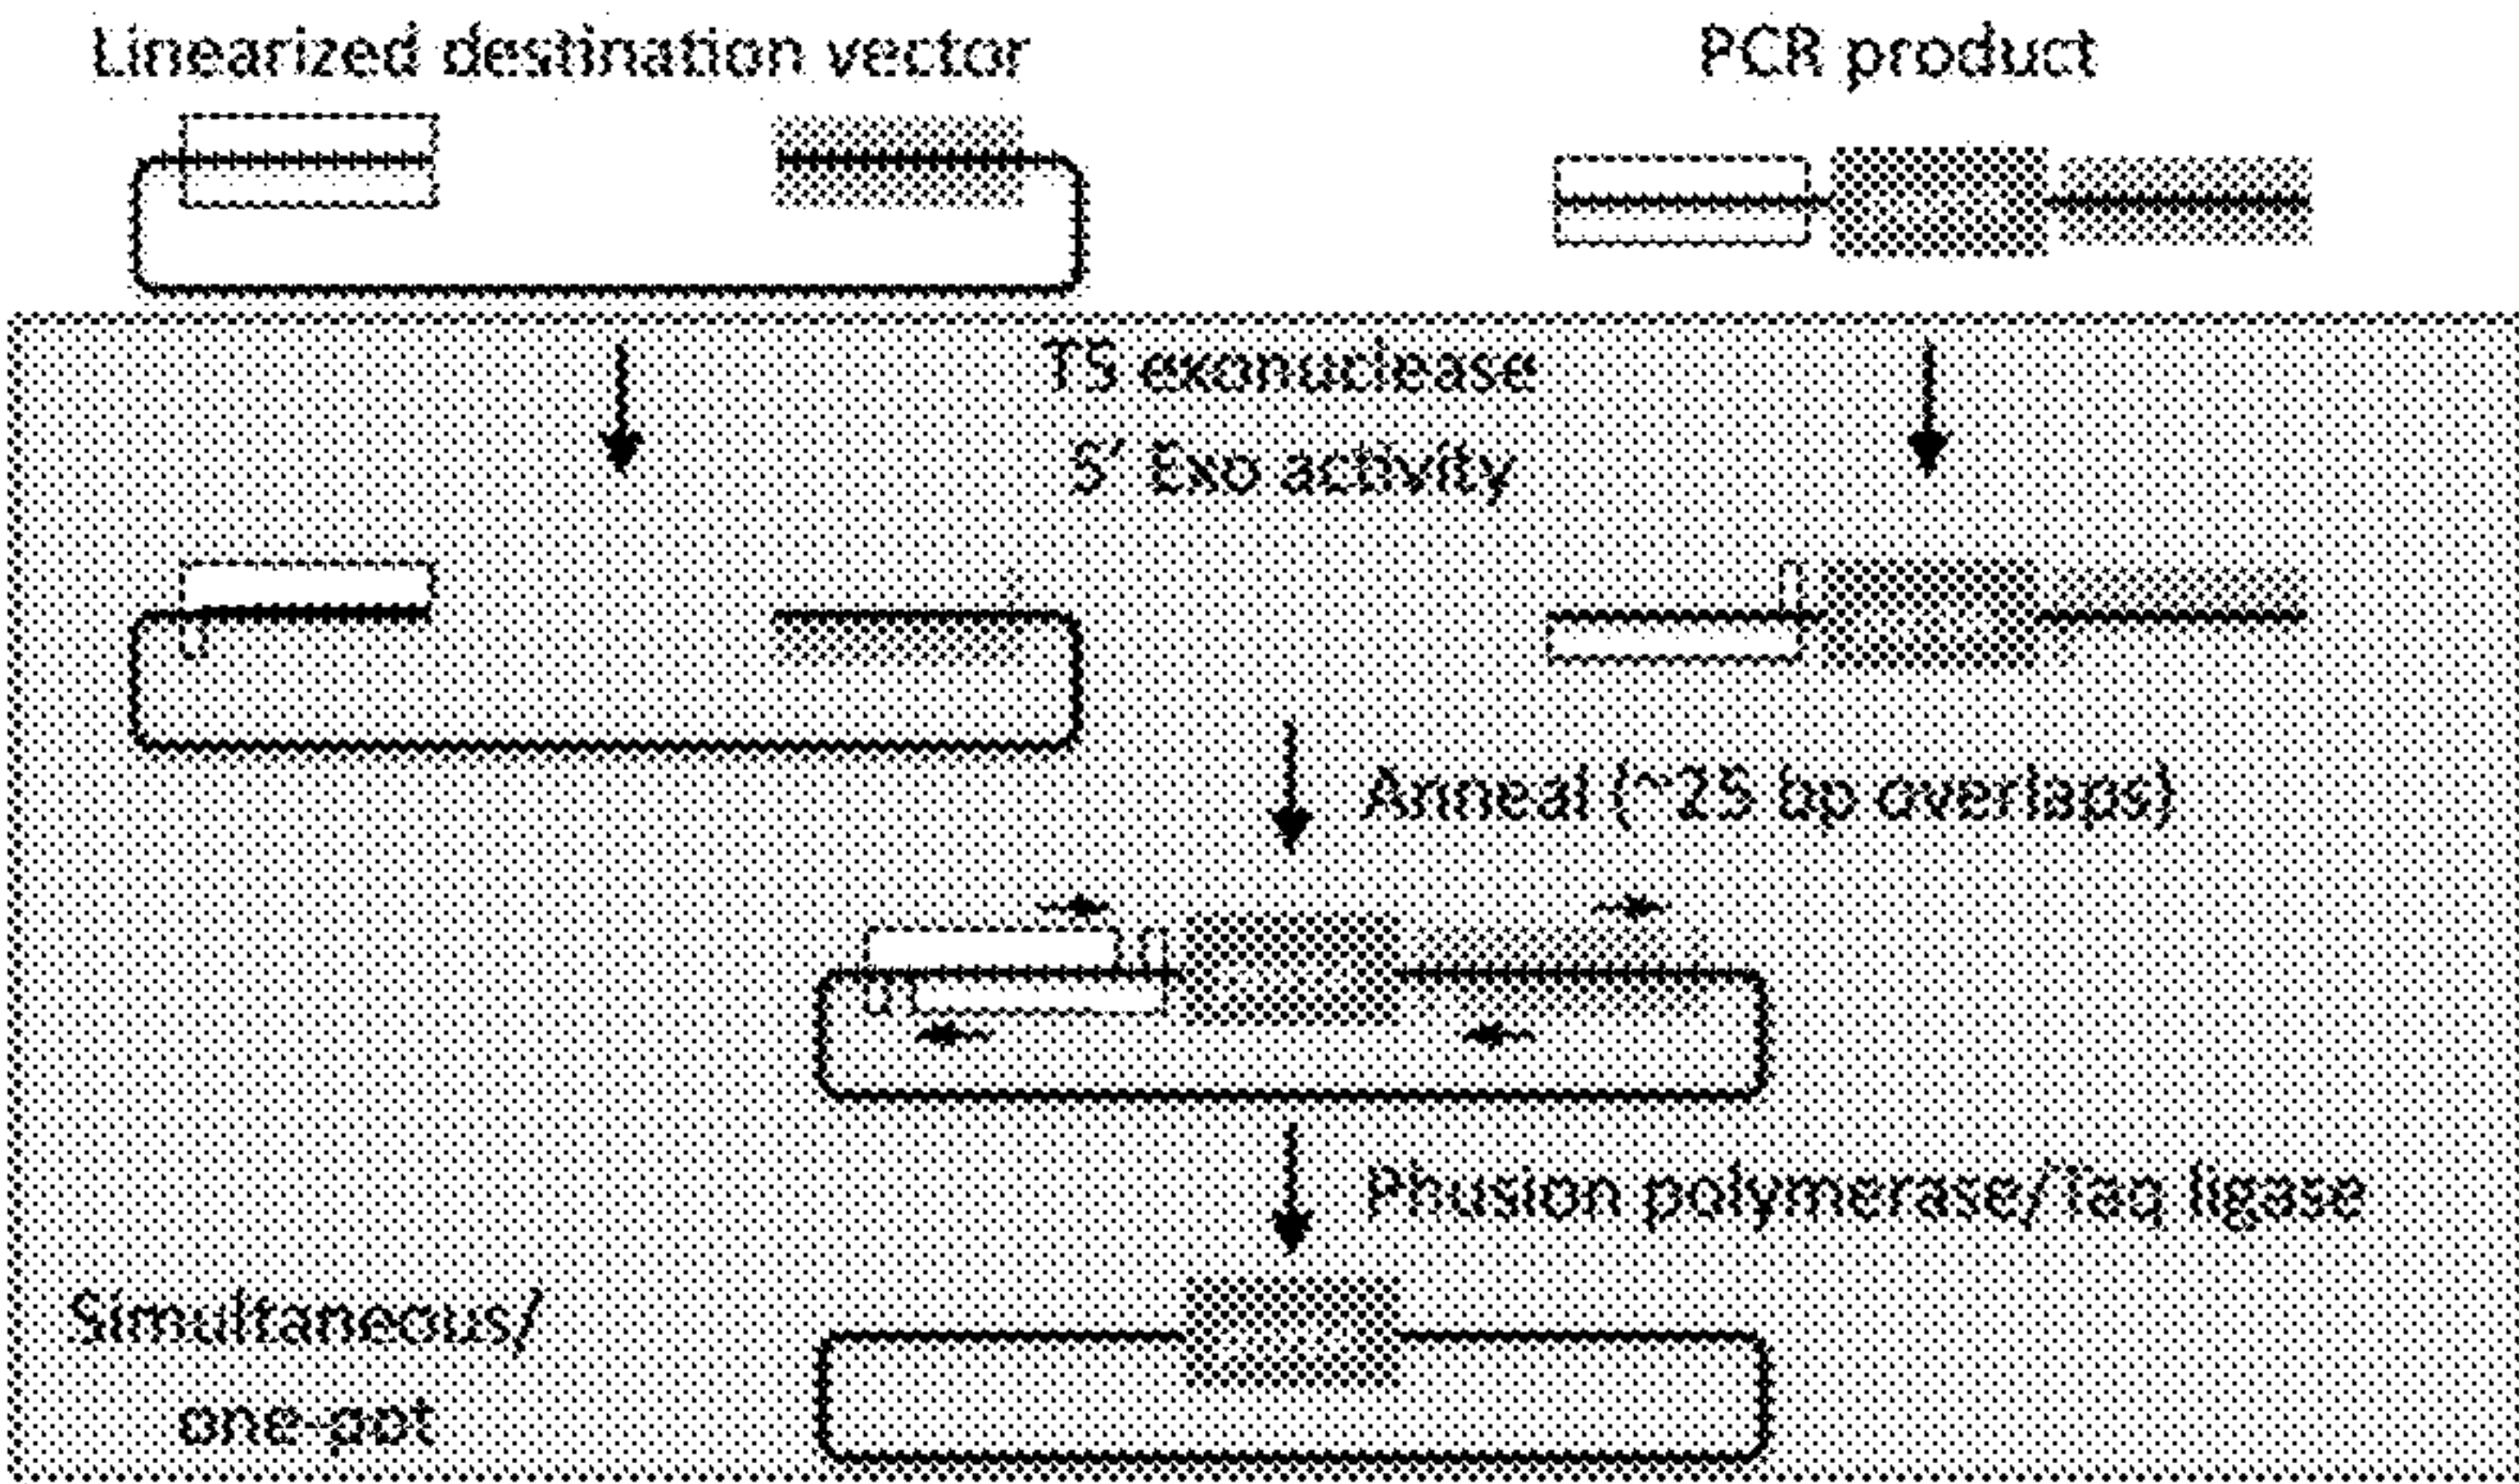 Linearized destination vector
PCR product
T5 exonuclease
5' Exo activity
Anneal (~25 bp overlaps)
Phusion polymerase/Taq ligase
Simultaneous/
one-pot